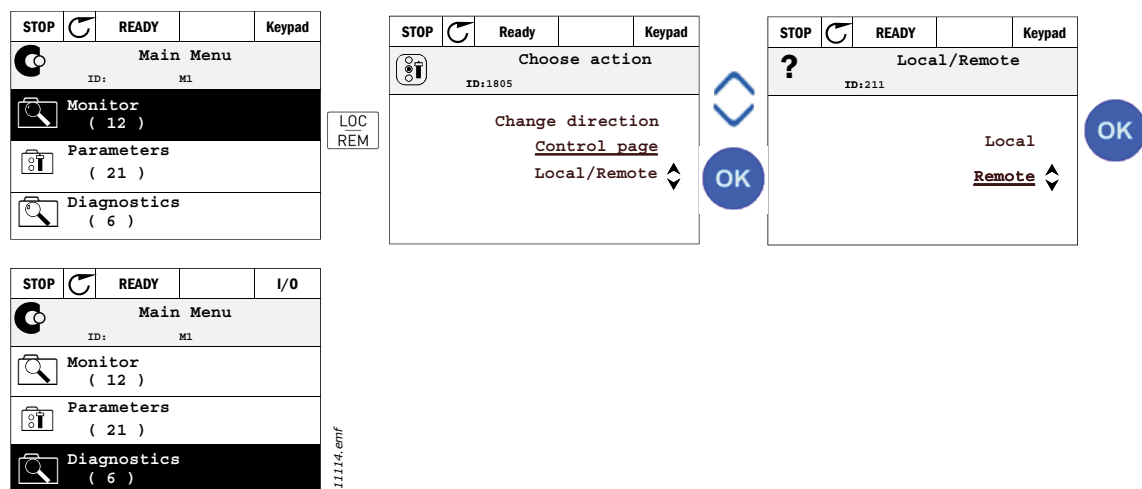 STOP READY Keypad
Main Menu
ID: M1
Monitor
( 12 )
Parameters
( 21 )
Diagnostics
( 6 )
LOC
REM
STOP Ready Keypad
Choose action
ID:1805
Change direction
Control page
Local/Remote
OK
STOP READY Keypad
?
Local/Remote
ID:211
Local
Remote
OK
STOP READY I/O
Main Menu
ID: M1
Monitor
( 12 )
Parameters
( 21 )
Diagnostics
( 6 )
11114.emf